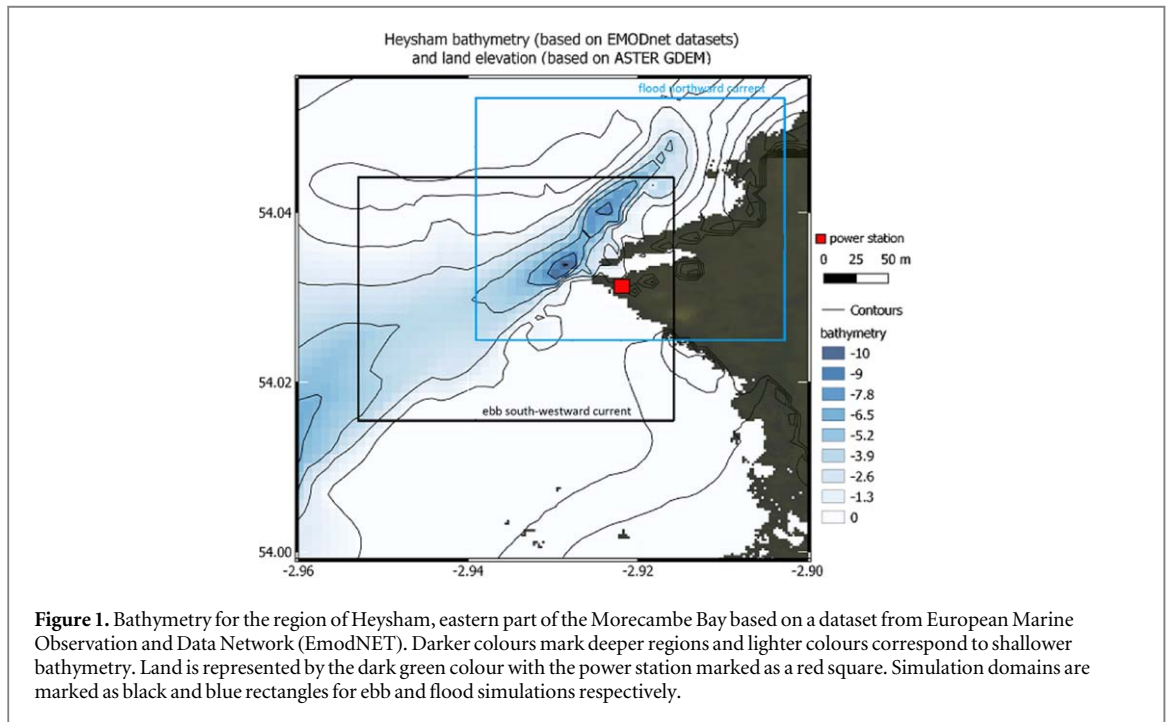 Heysham bathymetry (based on EMODnet datasets)
and land elevation (based on ASTER GDEM)
flood northward current
54.04
power station
0 25 50 m
Contours
bathymetry
-10
-9
-7.8
54.02
-6.5
ebb south-westward current
-5.2
-3.9
-2.6
-1.3
0
54.00
-2.96 -2.94 -2.92 -2.90
Figure 1. Bathymetry for the region of Heysham, eastern part of the Morecambe Bay based on a dataset from European Marine
Observation and Data Network (EmodNET). Darker colours mark deeper regions and lighter colours correspond to shallower
bathymetry. Land is represented by the dark green colour with the power station marked as a red square. Simulation domains are
marked as black and blue rectangles for ebb and flood simulations respectively.